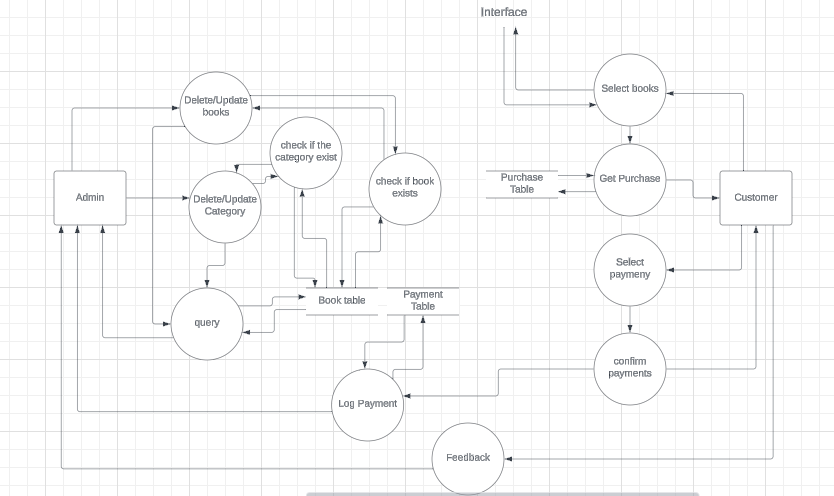 Interface
Select books
Delete/Update
books
check if the
category exist
check if book
exists
Purchase
Table
Get Purchase
Admin
Delete/Update
Category
Customer
Select
paymeny
Book table
Payment
Table
query
confirm
payments
Log Payment
Feedback